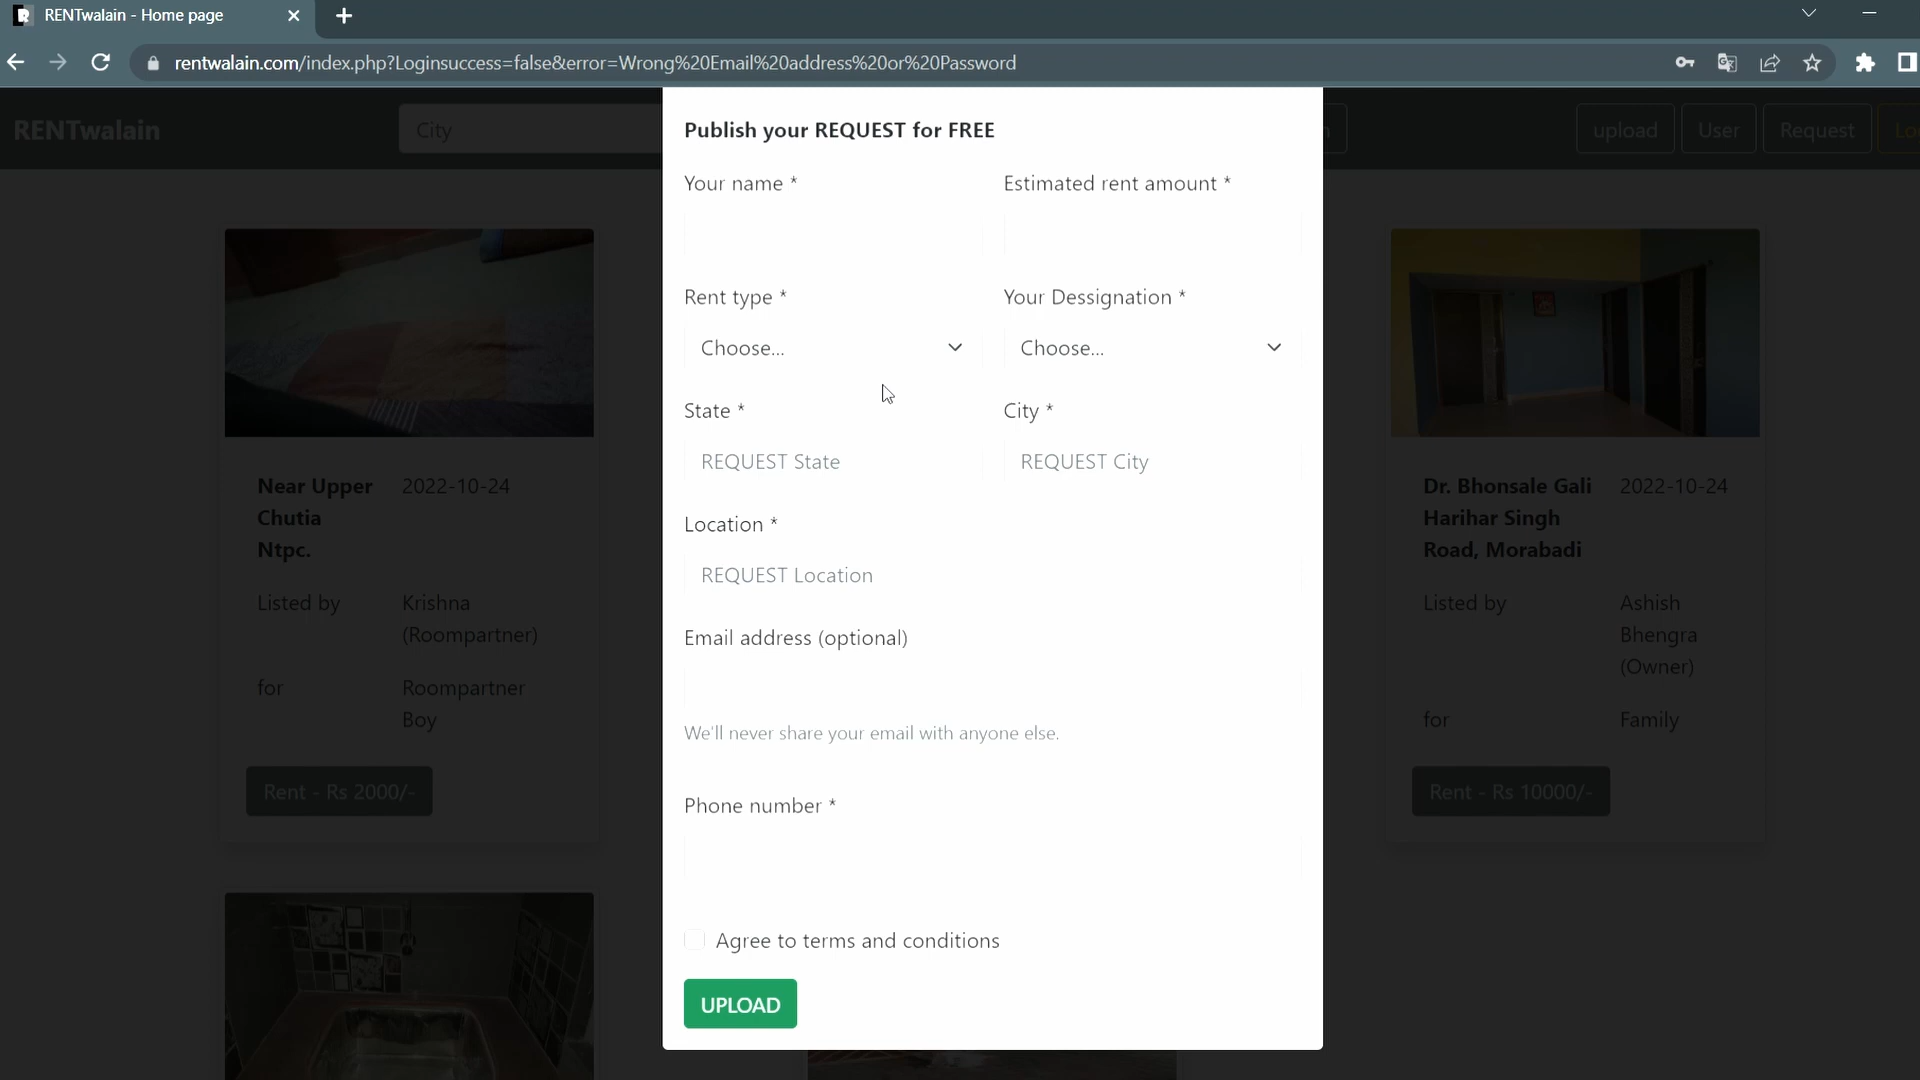 RENTwalain - Home page
rentwalain.com/index.php?Loginsuccess=false&error=Wrong%20Email%20address%20or%20Password
RENTwalain
City
upload
User
Request
Publish your REQUEST for FREE
Your name *
Estimated rent amount *
Rent type *
Your Dessignation *
Choose...
Choose...
State *
City *
REQUEST State
REQUEST City
Location *
REQUEST Location
Email address (optional)
We'll never share your email with anyone else.
Phone number *
Agree to terms and conditions
UPLOAD
Near Upper
Chutia
Ntpc.
2022-10-24
Listed by
Krishna
(Roompartner)
for
Roompartner
Boy
Rent - Rs 2000/-
Dr. Bhonsale Gali
Harihar Singh
Road, Morabadi
2022-10-24
Listed by
Ashish
Bhengra
(Owner)
for
Family
Rent - Rs 10000/-